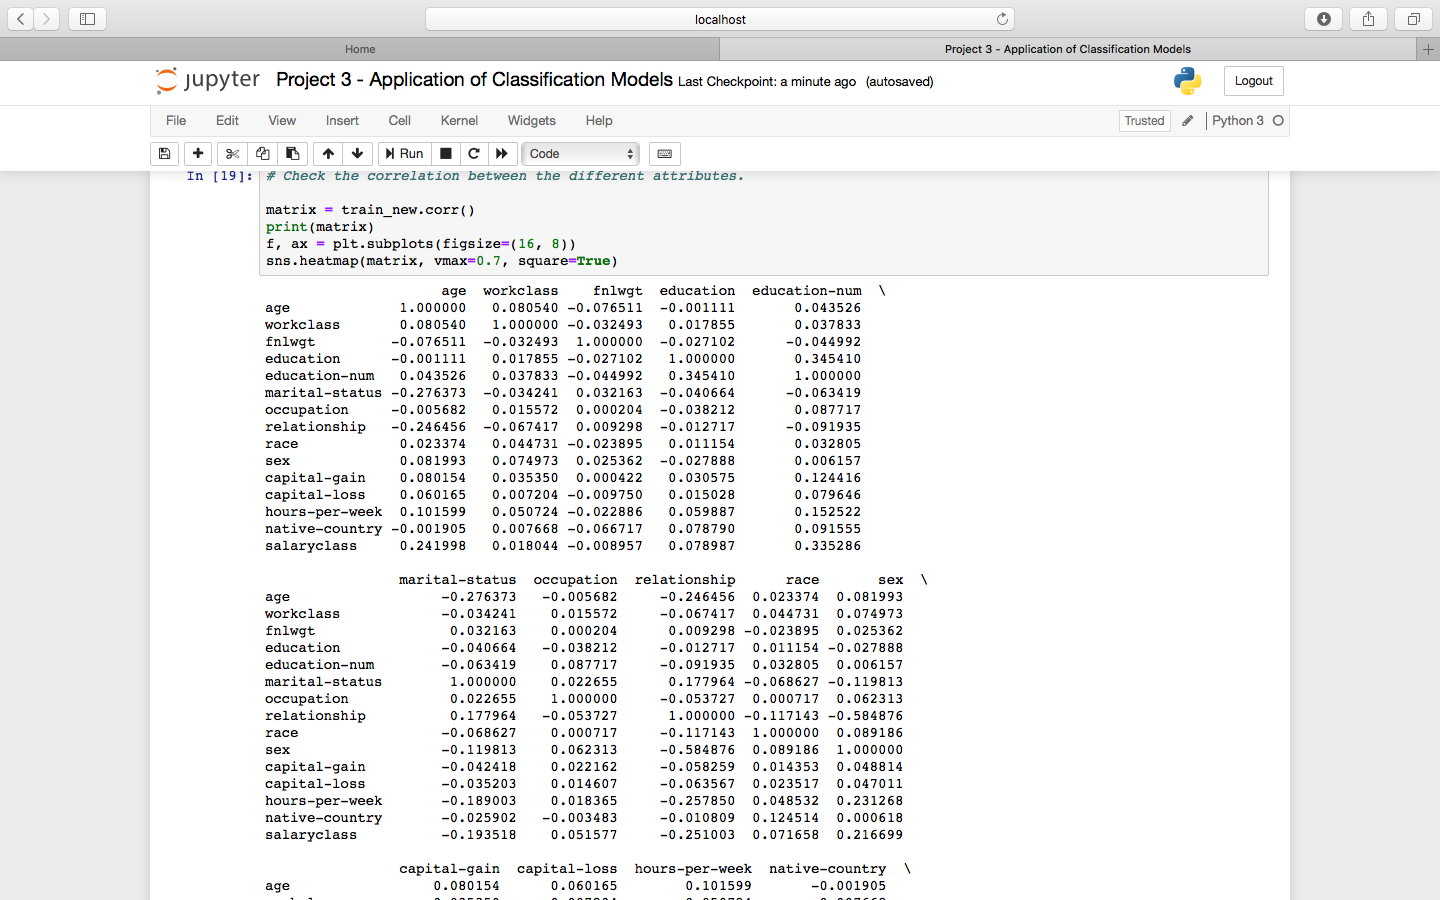 localhost
Home
Project 3 - Application of Classification Models
jupyter Project 3 - Application of Classification Models Last Checkpoint: a minute ago (autosaved)
Logout
File Edit View Insert Cell Kernel Widgets Help
Trusted
Python 3
Run
Code
In [19]: # Check the correlation between the different attributes.
matrix = train_new.corr()
print(matrix)
f, ax = plt.subplots(figsize=(16, 8))
sns.heatmap(matrix, vmax=0.7, square=True)
age workclass fnlwgt education education-num \
age 1.000000 0.080540 -0.076511 -0.001111 0.043526
workclass 0.080540 1.000000 -0.032493 0.017855 0.037833
fnlwgt -0.076511 -0.032493 1.000000 -0.027102 -0.044992
education -0.001111 0.017855 -0.027102 1.000000 0.345410
education-num 0.043526 0.037833 -0.044992 0.345410 1.000000
marital-status -0.276373 -0.034241 0.032163 -0.040664 -0.063419
occupation -0.005682 0.015572 0.000204 -0.038212 0.087717
relationship -0.246456 -0.067417 0.009298 -0.012717 -0.091935
race 0.023374 0.044731 -0.023895 0.011154 0.032805
sex 0.081993 0.074973 0.025362 -0.027888 0.006157
capital-gain 0.080154 0.035350 0.000422 0.030575 0.124416
capital-loss 0.060165 0.007204 -0.009750 0.015028 0.079646
hours-per-week 0.101599 0.050724 -0.022886 0.059887 0.152522
native-country -0.001905 0.007668 -0.066717 0.078790 0.091555
salaryclass 0.241998 0.018044 -0.008957 0.078987 0.335286
marital-status occupation relationship race sex \
age -0.276373 -0.005682 -0.246456 0.023374 0.081993
workclass -0.034241 0.015572 -0.067417 0.044731 0.074973
fnlwgt 0.032163 0.000204 0.009298 -0.023895 0.025362
education -0.040664 -0.038212 -0.012717 0.011154 -0.027888
education-num -0.063419 0.087717 -0.091935 0.032805 0.006157
marital-status 1.000000 0.022655 0.177964 -0.068627 -0.119813
occupation 0.022655 1.000000 -0.053727 0.000717 0.062313
relationship 0.177964 -0.053727 1.000000 -0.117143 -0.584876
race -0.068627 0.000717 -0.117143 1.000000 0.089186
sex -0.119813 0.062313 -0.584876 0.089186 1.000000
capital-gain -0.042418 0.022162 -0.058259 0.014353 0.048814
capital-loss -0.035203 0.014607 -0.063567 0.023517 0.047011
hours-per-week -0.189003 0.018365 -0.257850 0.048532 0.231268
native-country -0.025902 -0.003483 -0.010809 0.124514 0.000618
salaryclass -0.193518 0.051577 -0.251003 0.071658 0.216699
capital-gain capital-loss hours-per-week native-country \
age 0.080154 0.060165 0.101599 -0.001905